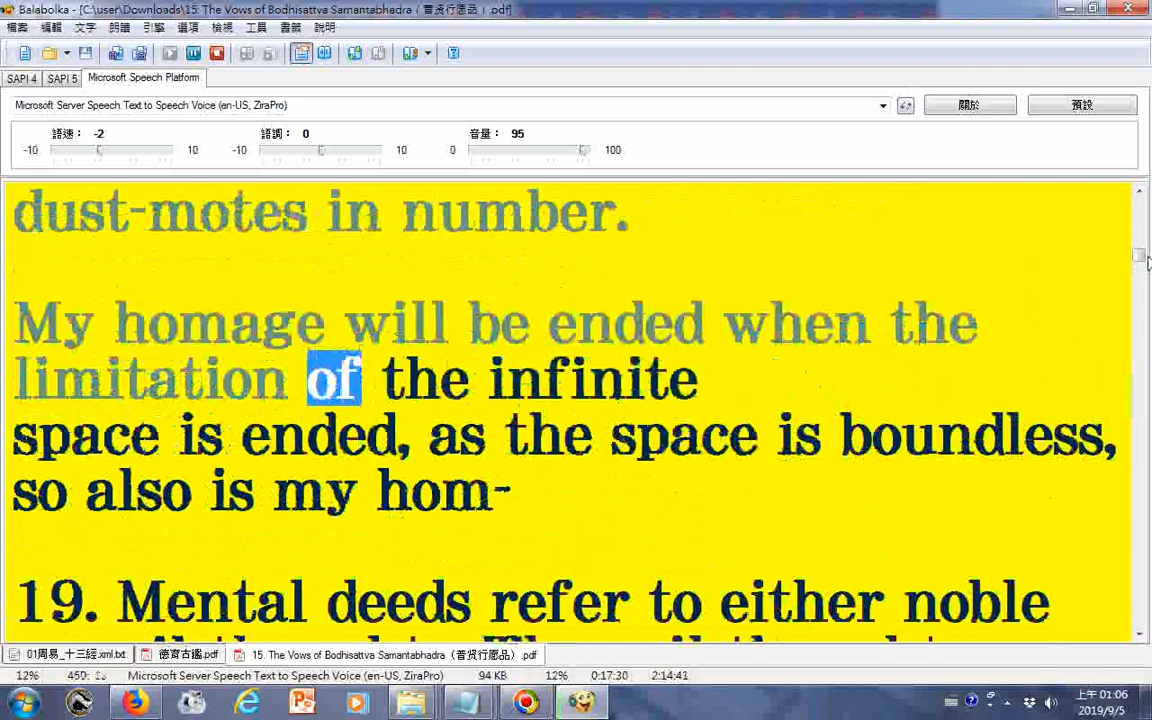 Balabolka - [C:\user\Downloads\15: The Vows of Bodhisattva Samantabhadra ( 普贤行愿品 ).pdf]
檔案 編輯 文字 朗讀 引擎 選項 檢視 工具 書籤 說明
SAPI 4 SAPI 5 Microsoft Speech Platform
Microsoft Server Speech Text to Speech Voice (en-US, ZiraPro) 關於 預設
語速： -2 語調： 0 音量： 95
-10 10 -10 10 0 100
dust-motes in number.
My homage will be ended when the
limitation of the infinite
space is ended, as the space is boundless,
so also is my hom-
19. Mental deeds refer to either noble
01周易_十三經.xml.txt 德育古鑑.pdf 15. The Vows of Bodhisattva Samantabhadra（普贤行愿品）.pdf
12% Microsoft Server Speech Text to Speech Voice (en-US, ZiraPro) 94 KB 12% 0:17:30 2:14:41
上午 01:06
2019/9/5